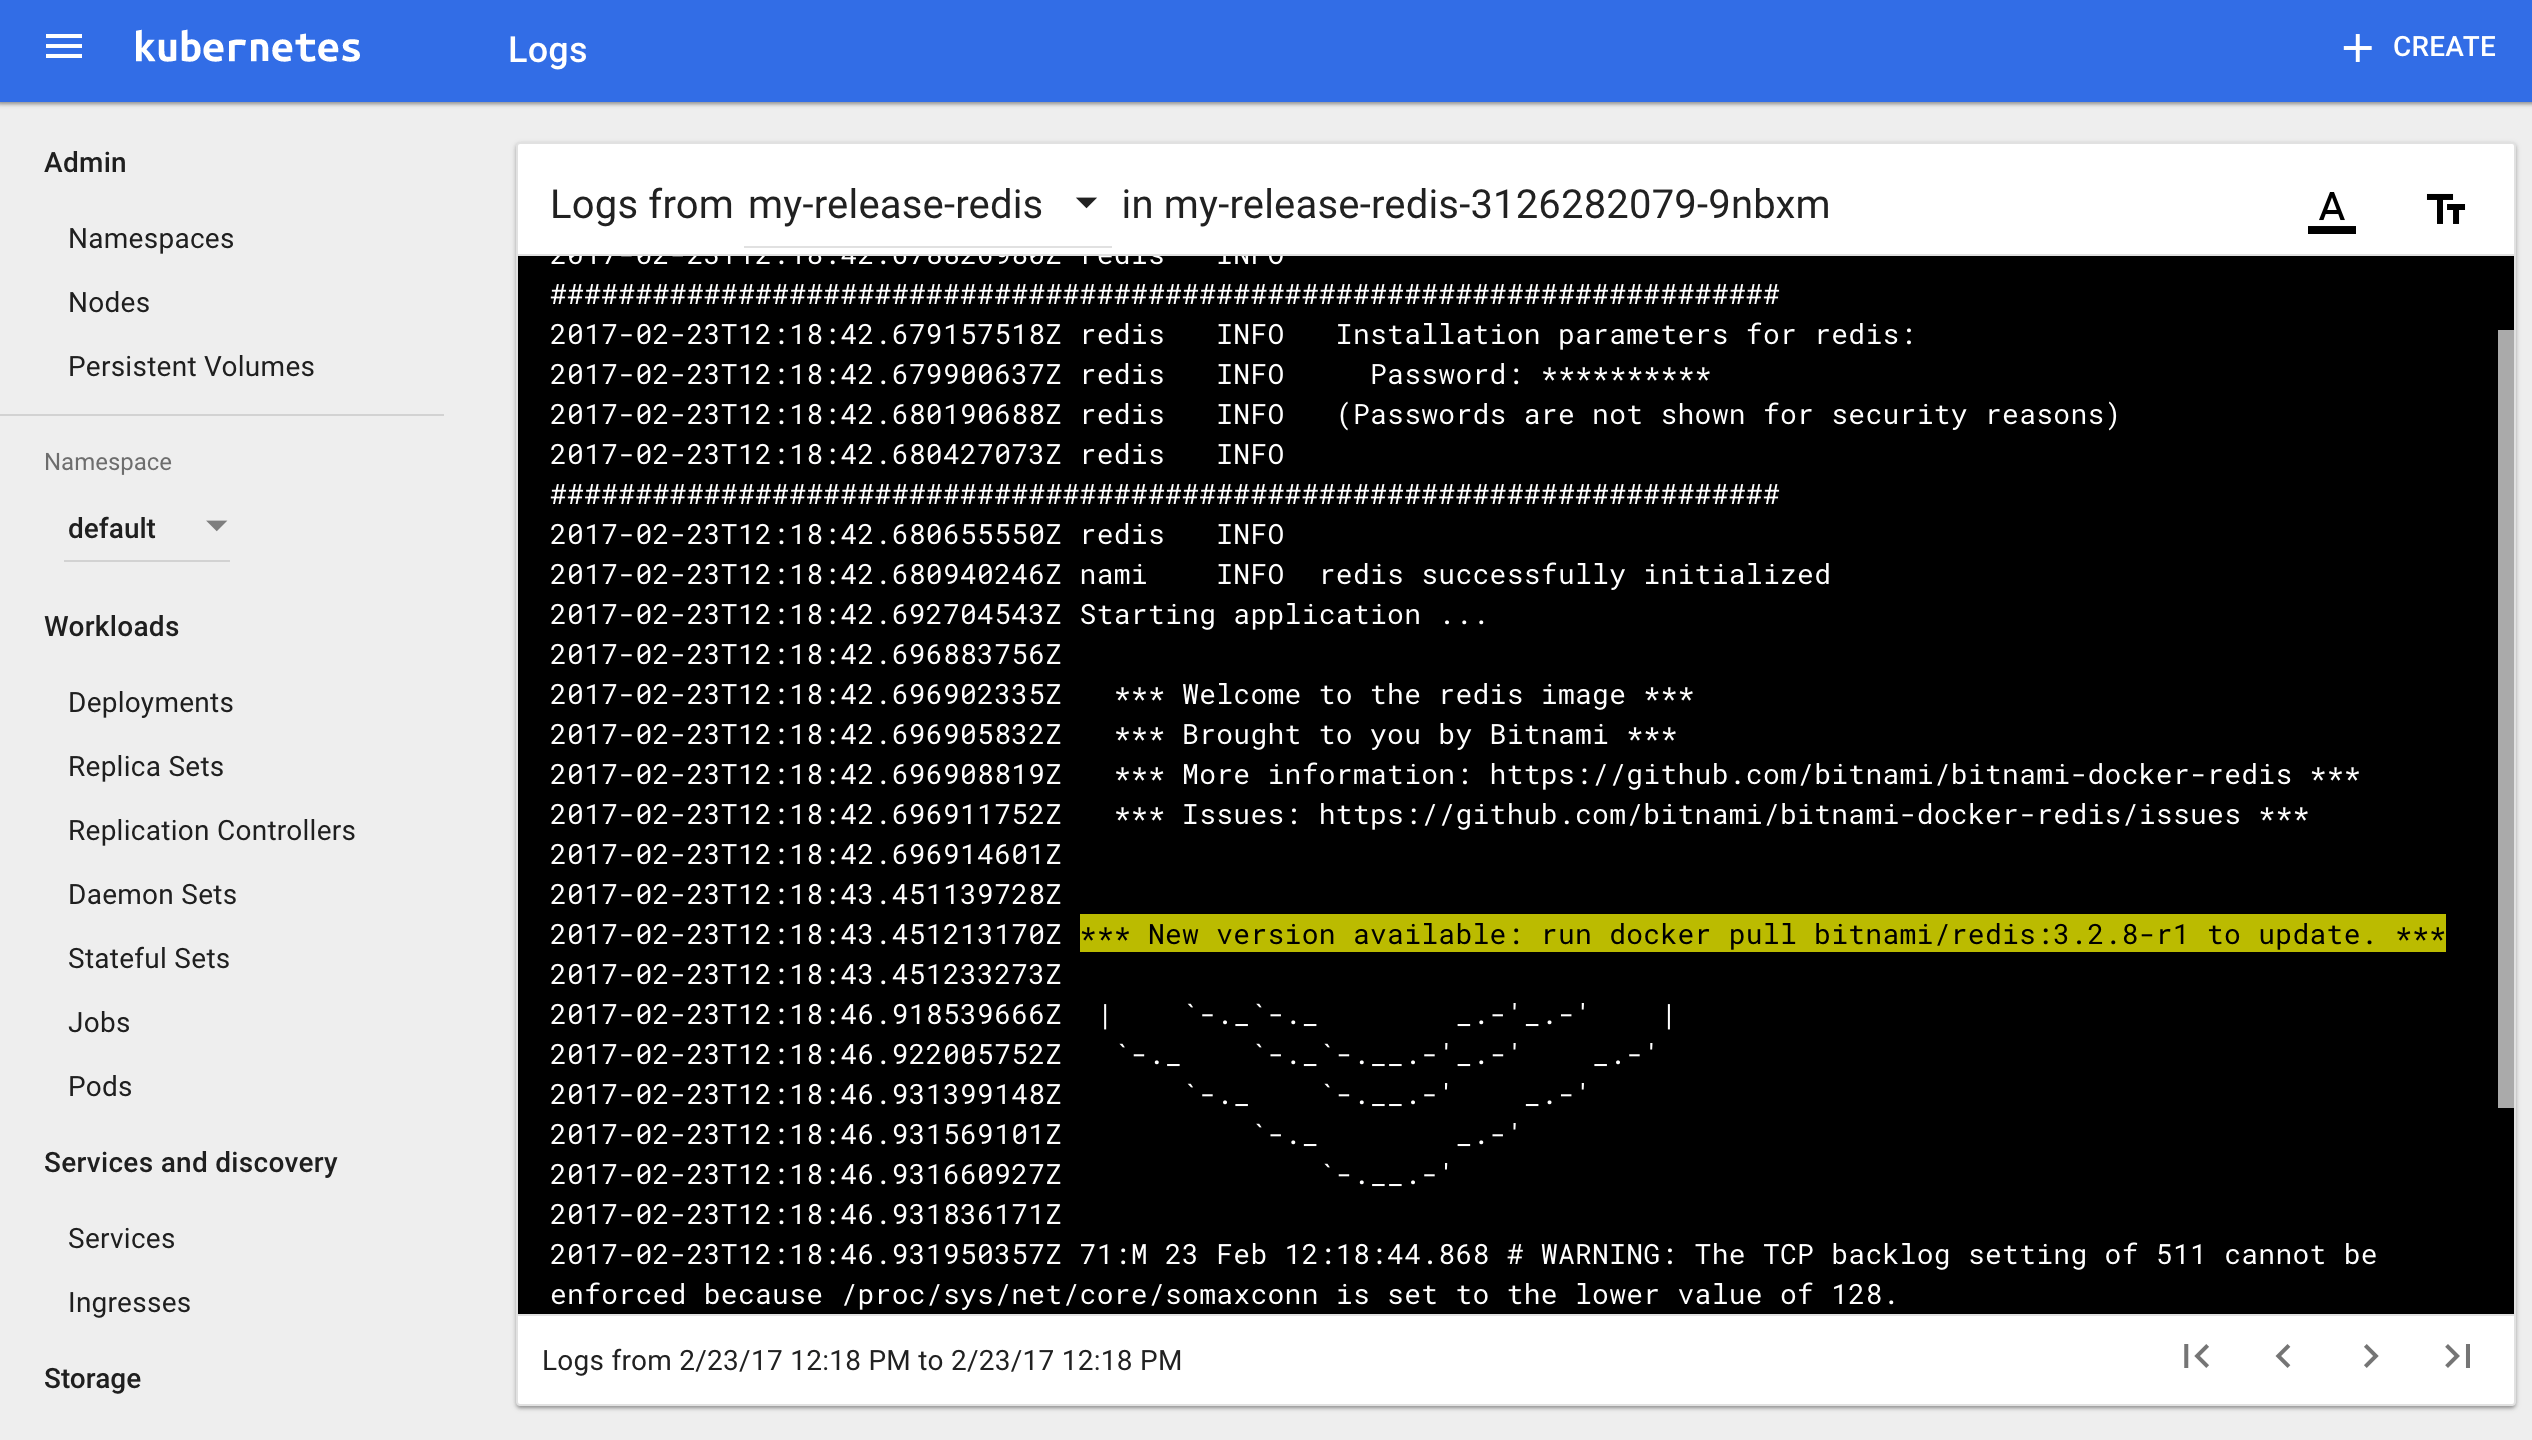 kubernetes
Logs
CREATE
Admin
Namespaces
Nodes
Persistent Volumes
Namespace
default
Workloads
Deployments
Replica Sets
Replication Controllers
Daemon Sets
Stateful Sets
Jobs
Pods
Services and discovery
Services
Ingresses
Storage
Logs from my-release-redis in my-release-redis-3126282079-9nbxm
A
Tт
redis INFO
########################################################################
2017-02-23T12:18:42.679157518Z redis   INFO   Installation parameters for redis:
2017-02-23T12:18:42.679900637Z redis   INFO     Password: **********
2017-02-23T12:18:42.680190688Z redis   INFO   (Passwords are not shown for security reasons)
2017-02-23T12:18:42.680427073Z redis   INFO
########################################################################
2017-02-23T12:18:42.680655550Z redis   INFO
2017-02-23T12:18:42.680940246Z nami    INFO  redis successfully initialized
2017-02-23T12:18:42.692704543Z Starting application ...
2017-02-23T12:18:42.696883756Z
2017-02-23T12:18:42.696902335Z   *** Welcome to the redis image ***
2017-02-23T12:18:42.696905832Z   *** Brought to you by Bitnami ***
2017-02-23T12:18:42.696908819Z   *** More information: https://github.com/bitnami/bitnami-docker-redis ***
2017-02-23T12:18:42.696911752Z   *** Issues: https://github.com/bitnami/bitnami-docker-redis/issues ***
2017-02-23T12:18:42.696914601Z
2017-02-23T12:18:43.451139728Z
2017-02-23T12:18:43.451213170Z *** New version available: run docker pull bitnami/redis:3.2.8-r1 to update. ***
2017-02-23T12:18:43.451233273Z
2017-02-23T12:18:46.918539666Z  |    `-._`-._        _.-'_.-'    |
2017-02-23T12:18:46.922005752Z   `-._    `-._`-.__.-'_.-'    _.-'
2017-02-23T12:18:46.931399148Z       `-._    `-.__.-'    _.-'
2017-02-23T12:18:46.931569101Z           `-._        _.-'
2017-02-23T12:18:46.931660927Z               `-.__.-'
2017-02-23T12:18:46.931836171Z
2017-02-23T12:18:46.931950357Z 71:M 23 Feb 12:18:44.868 # WARNING: The TCP backlog setting of 511 cannot be
enforced because /proc/sys/net/core/somaxconn is set to the lower value of 128.
Logs from 2/23/17 12:18 PM to 2/23/17 12:18 PM